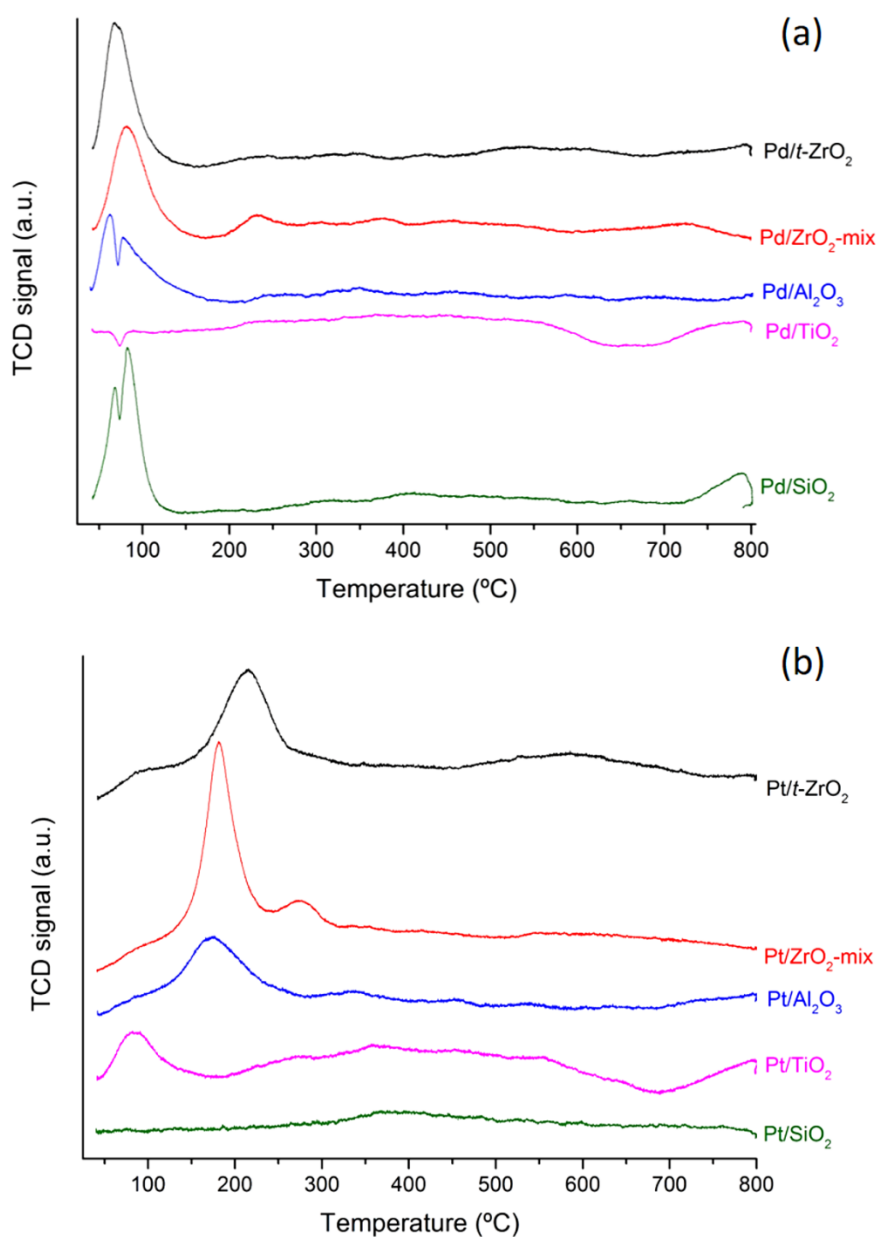 (a)
TCD signal (a.u.)
Pd/t-ZrO₂
Pd/ZrO₂-mix
Pd/Al₂O₃
Pd/TiO₂
Pd/SiO₂
100 200 300 400 500 600 700 800
Temperature (ºC)
(b)
TCD signal (a.u.)
Pt/t-ZrO₂
Pt/ZrO₂-mix
Pt/Al₂O₃
Pt/TiO₂
Pt/SiO₂
100 200 300 400 500 600 700 800
Temperature (ºC)